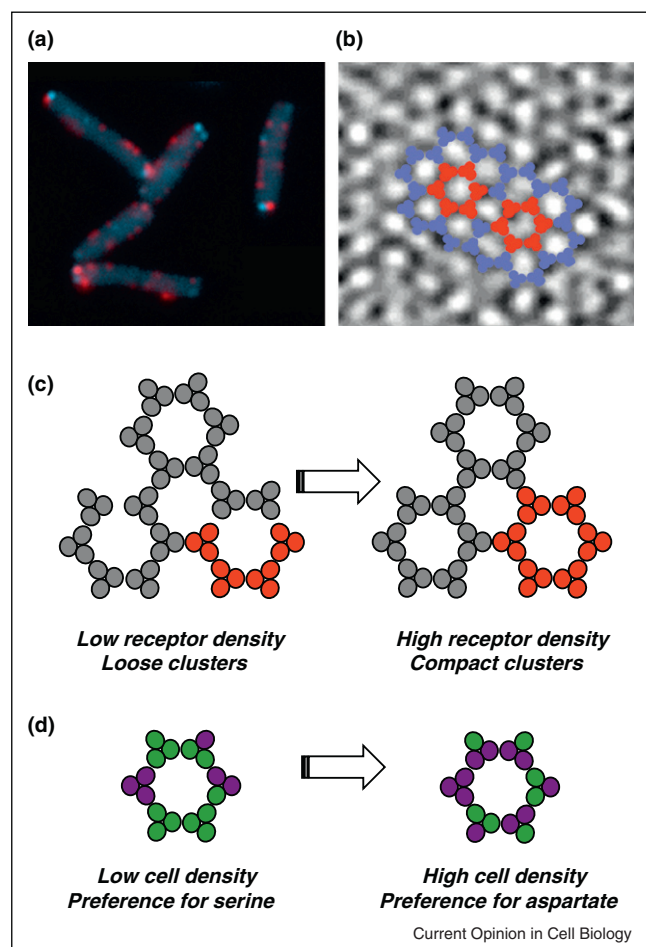 (a)
(b)
(c)
Low receptor density
Loose clusters
High receptor density
Compact clusters
(d)
Low cell density
Preference for serine
High cell density
Preference for aspartate
Current Opinion in Cell Biology